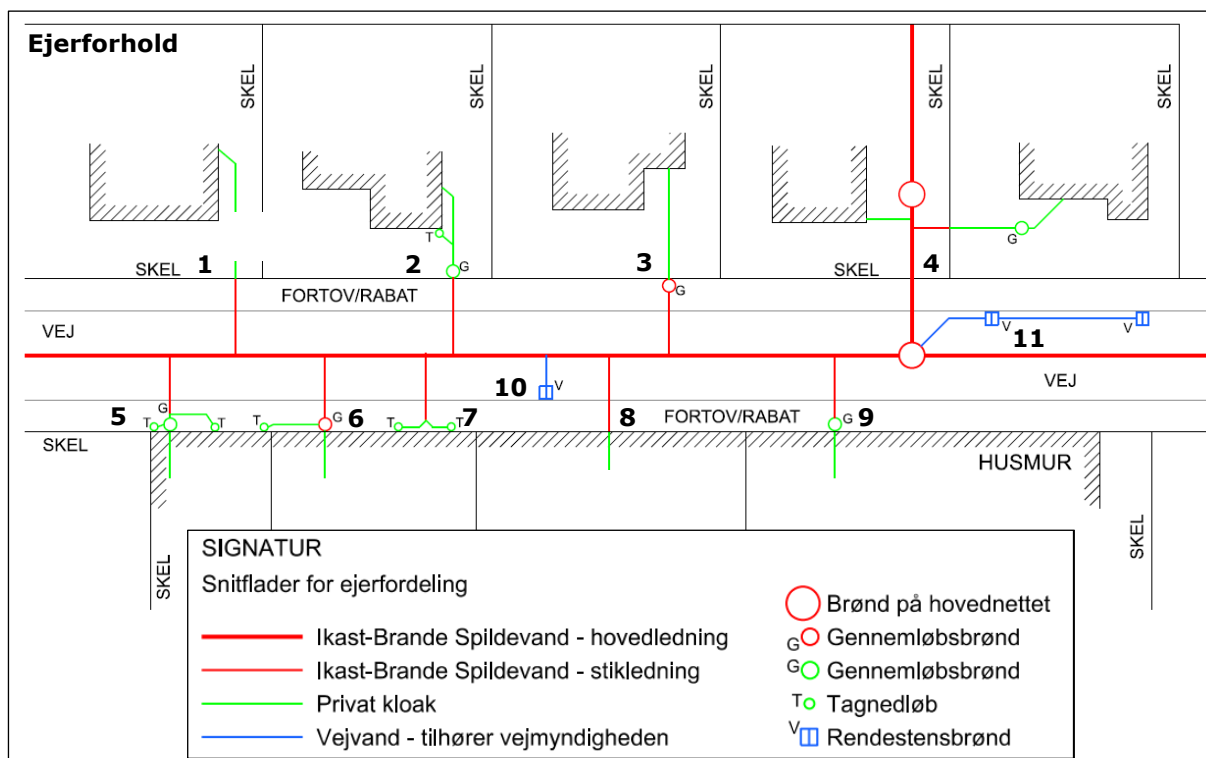 Ejerforhold
SKEL
SKEL
SKEL
SKEL
SKEL
T
G
G
G
SKEL 1 2 3 SKEL 4
FORTOV/RABAT
VEJ
V 11 V
10 V
VEJ
G
T 5 T
T 6 G
T 7 T
8 FORTOV/RABAT G 9
SKEL
HUSMUR
SKEL
SKEL
SIGNATUR
Snitflader for ejerfordeling
Ikast-Brande Spildevand - hovedledning
Ikast-Brande Spildevand - stikledning
Privat kloak
Vejvand - tilhører vejmyndigheden
Brønd på hovednettet
G Gennemløbsbrønd
G Gennemløbsbrønd
T Tagnedløb
V Rendestensbrønd